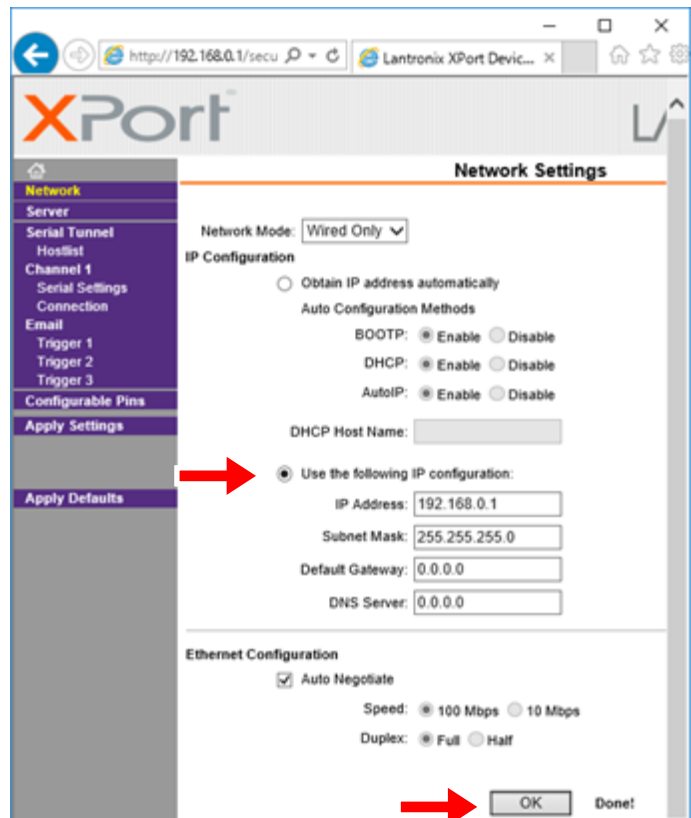 http://192.168.0.1/secu
Lantronix XPort Devic...
XPort
Network Settings
Network
Server
Serial Tunnel
Hostlist
Channel 1
Serial Settings
Connection
Email
Trigger 1
Trigger 2
Trigger 3
Configurable Pins
Apply Settings
Apply Defaults
Network Mode: Wired Only
IP Configuration
Obtain IP address automatically
Auto Configuration Methods
BOOTP: Enable Disable
DHCP: Enable Disable
AutoIP: Enable Disable
DHCP Host Name:
Use the following IP configuration:
IP Address: 192.168.0.1
Subnet Mask: 255.255.255.0
Default Gateway: 0.0.0.0
DNS Server: 0.0.0.0
Ethernet Configuration
Auto Negotiate
Speed: 100 Mbps 10 Mbps
Duplex: Full Half
OK Done!